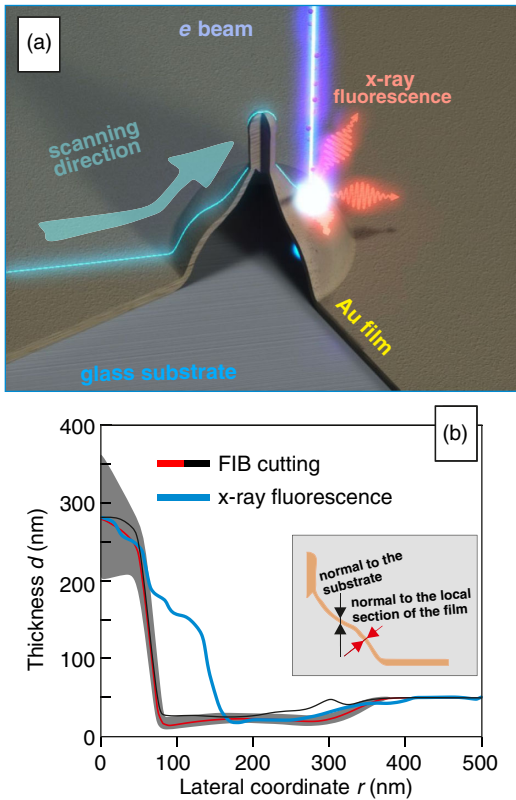 (a)
e beam
x-ray
fluorescence
scanning
direction
Au film
glass substrate
(b)
400
300
200
100
0
Thickness d (nm)
FIB cutting
x-ray fluorescence
normal to the
substrate
normal to the local
section of the film
0
100
200
300
400
500
Lateral coordinate r (nm)